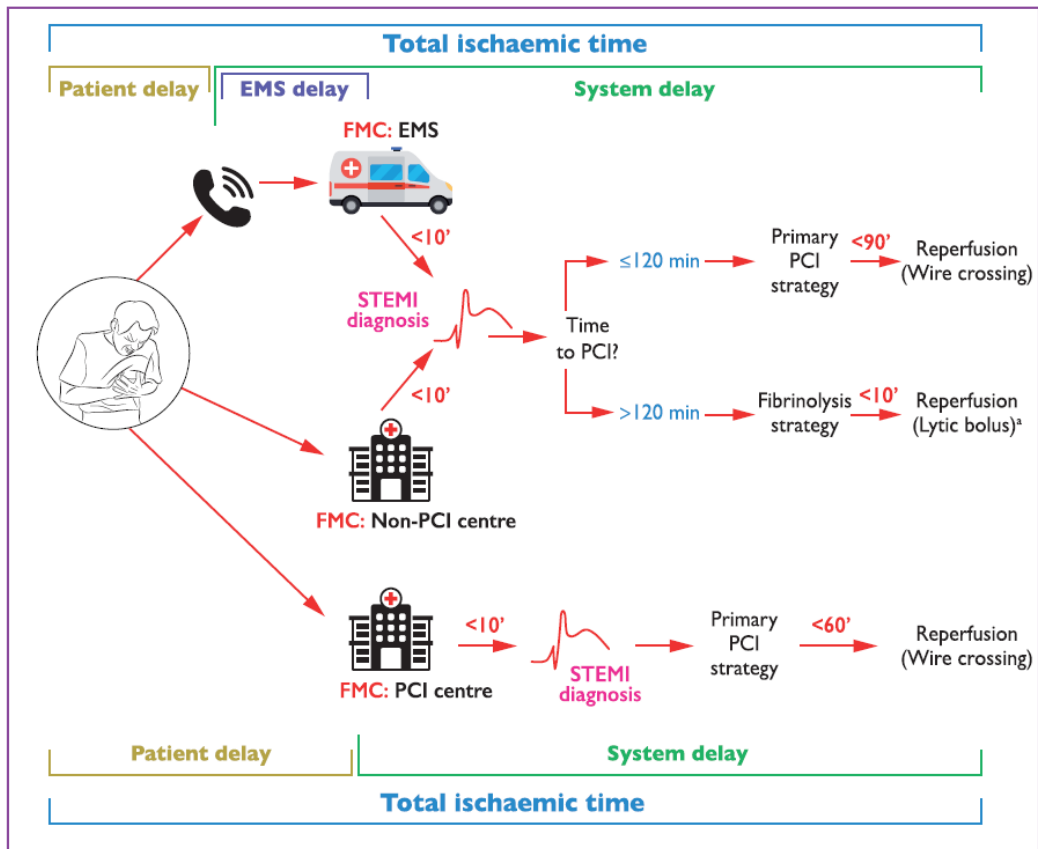 Total ischaemic time
Patient delay
EMS delay
System delay
FMC: EMS
<10'
STEMI
diagnosis
<10'
Time
to PCI?
≤120 min
Primary
PCI
strategy
<90'
Reperfusion
(Wire crossing)
>120 min
Fibrinolysis
strategy
<10'
Reperfusion
(Lytic bolus)ᵃ
FMC: Non-PCI centre
FMC: PCI centre
<10'
STEMI
diagnosis
Primary
PCI
strategy
<60'
Reperfusion
(Wire crossing)
Patient delay
System delay
Total ischaemic time